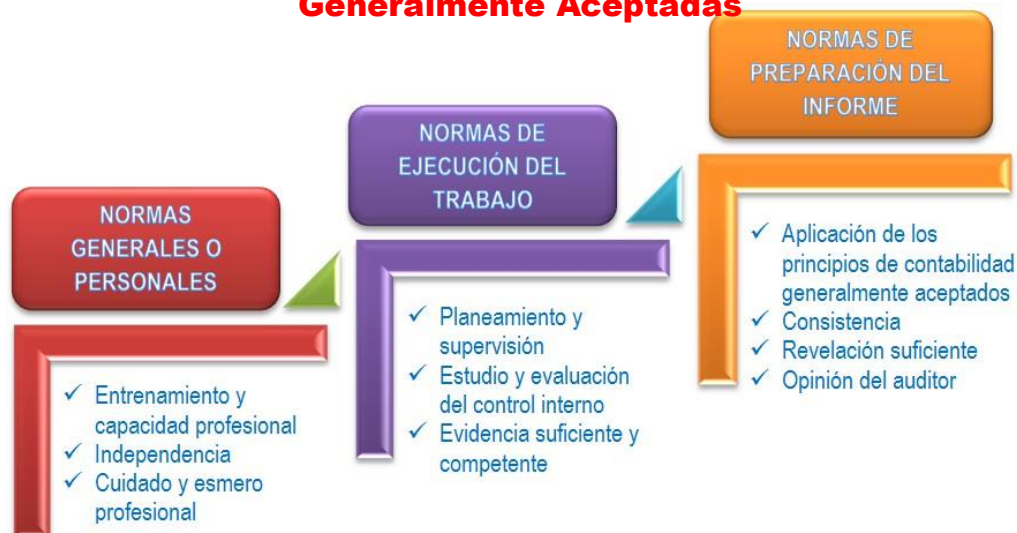 Generalmente Aceptadas
NORMAS
GENERALES O
PERSONALES
✓ Entrenamiento y
capacidad profesional
✓ Independencia
✓ Cuidado y esmero
profesional
NORMAS DE
EJECUCIÓN DEL
TRABAJO
✓ Planeamiento y
supervisión
✓ Estudio y evaluación
del control interno
✓ Evidencia suficiente y
competente
NORMAS DE
PREPARACIÓN DEL
INFORME
✓ Aplicación de los
principios de contabilidad
generalmente aceptados
✓ Consistencia
✓ Revelación suficiente
✓ Opinión del auditor